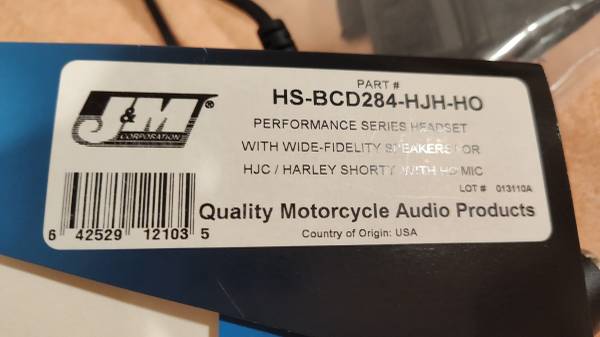 PART #
HS-BCD284-HJH-HO
J&M®
CORPORATION
PERFORMANCE SERIES HEADSET
WITH WIDE-FIDELITY SPEAKERS FOR
HJC / HARLEY SHORTY WITH HO MIC
LOT # 013110A
6 42529 12103 5
Quality Motorcycle Audio Products
Country of Origin: USA